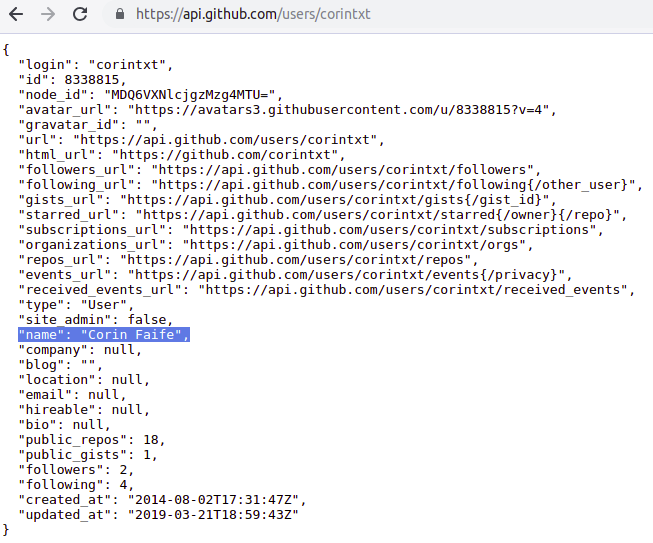 https://api.github.com/users/corintxt
{
"login": "corintxt",
"id": 8338815,
"node_id": "MDQ6VXNlcjgzMzg4MTU=",
"avatar_url": "https://avatars3.githubusercontent.com/u/8338815?v=4",
"gravatar_id": "",
"url": "https://api.github.com/users/corintxt",
"html_url": "https://github.com/corintxt",
"followers_url": "https://api.github.com/users/corintxt/followers",
"following_url": "https://api.github.com/users/corintxt/following{/other_user}",
"gists_url": "https://api.github.com/users/corintxt/gists{/gist_id}",
"starred_url": "https://api.github.com/users/corintxt/starred{/owner}{/repo}",
"subscriptions_url": "https://api.github.com/users/corintxt/subscriptions",
"organizations_url": "https://api.github.com/users/corintxt/orgs",
"repos_url": "https://api.github.com/users/corintxt/repos",
"events_url": "https://api.github.com/users/corintxt/events{/privacy}",
"received_events_url": "https://api.github.com/users/corintxt/received_events",
"type": "User",
"site_admin": false,
"name": "Corin Faife",
"company": null,
"blog": "",
"location": null,
"email": null,
"hireable": null,
"bio": null,
"public_repos": 18,
"public_gists": 1,
"followers": 2,
"following": 4,
"created_at": "2014-08-02T17:31:47Z",
"updated_at": "2019-03-21T18:59:43Z"
}